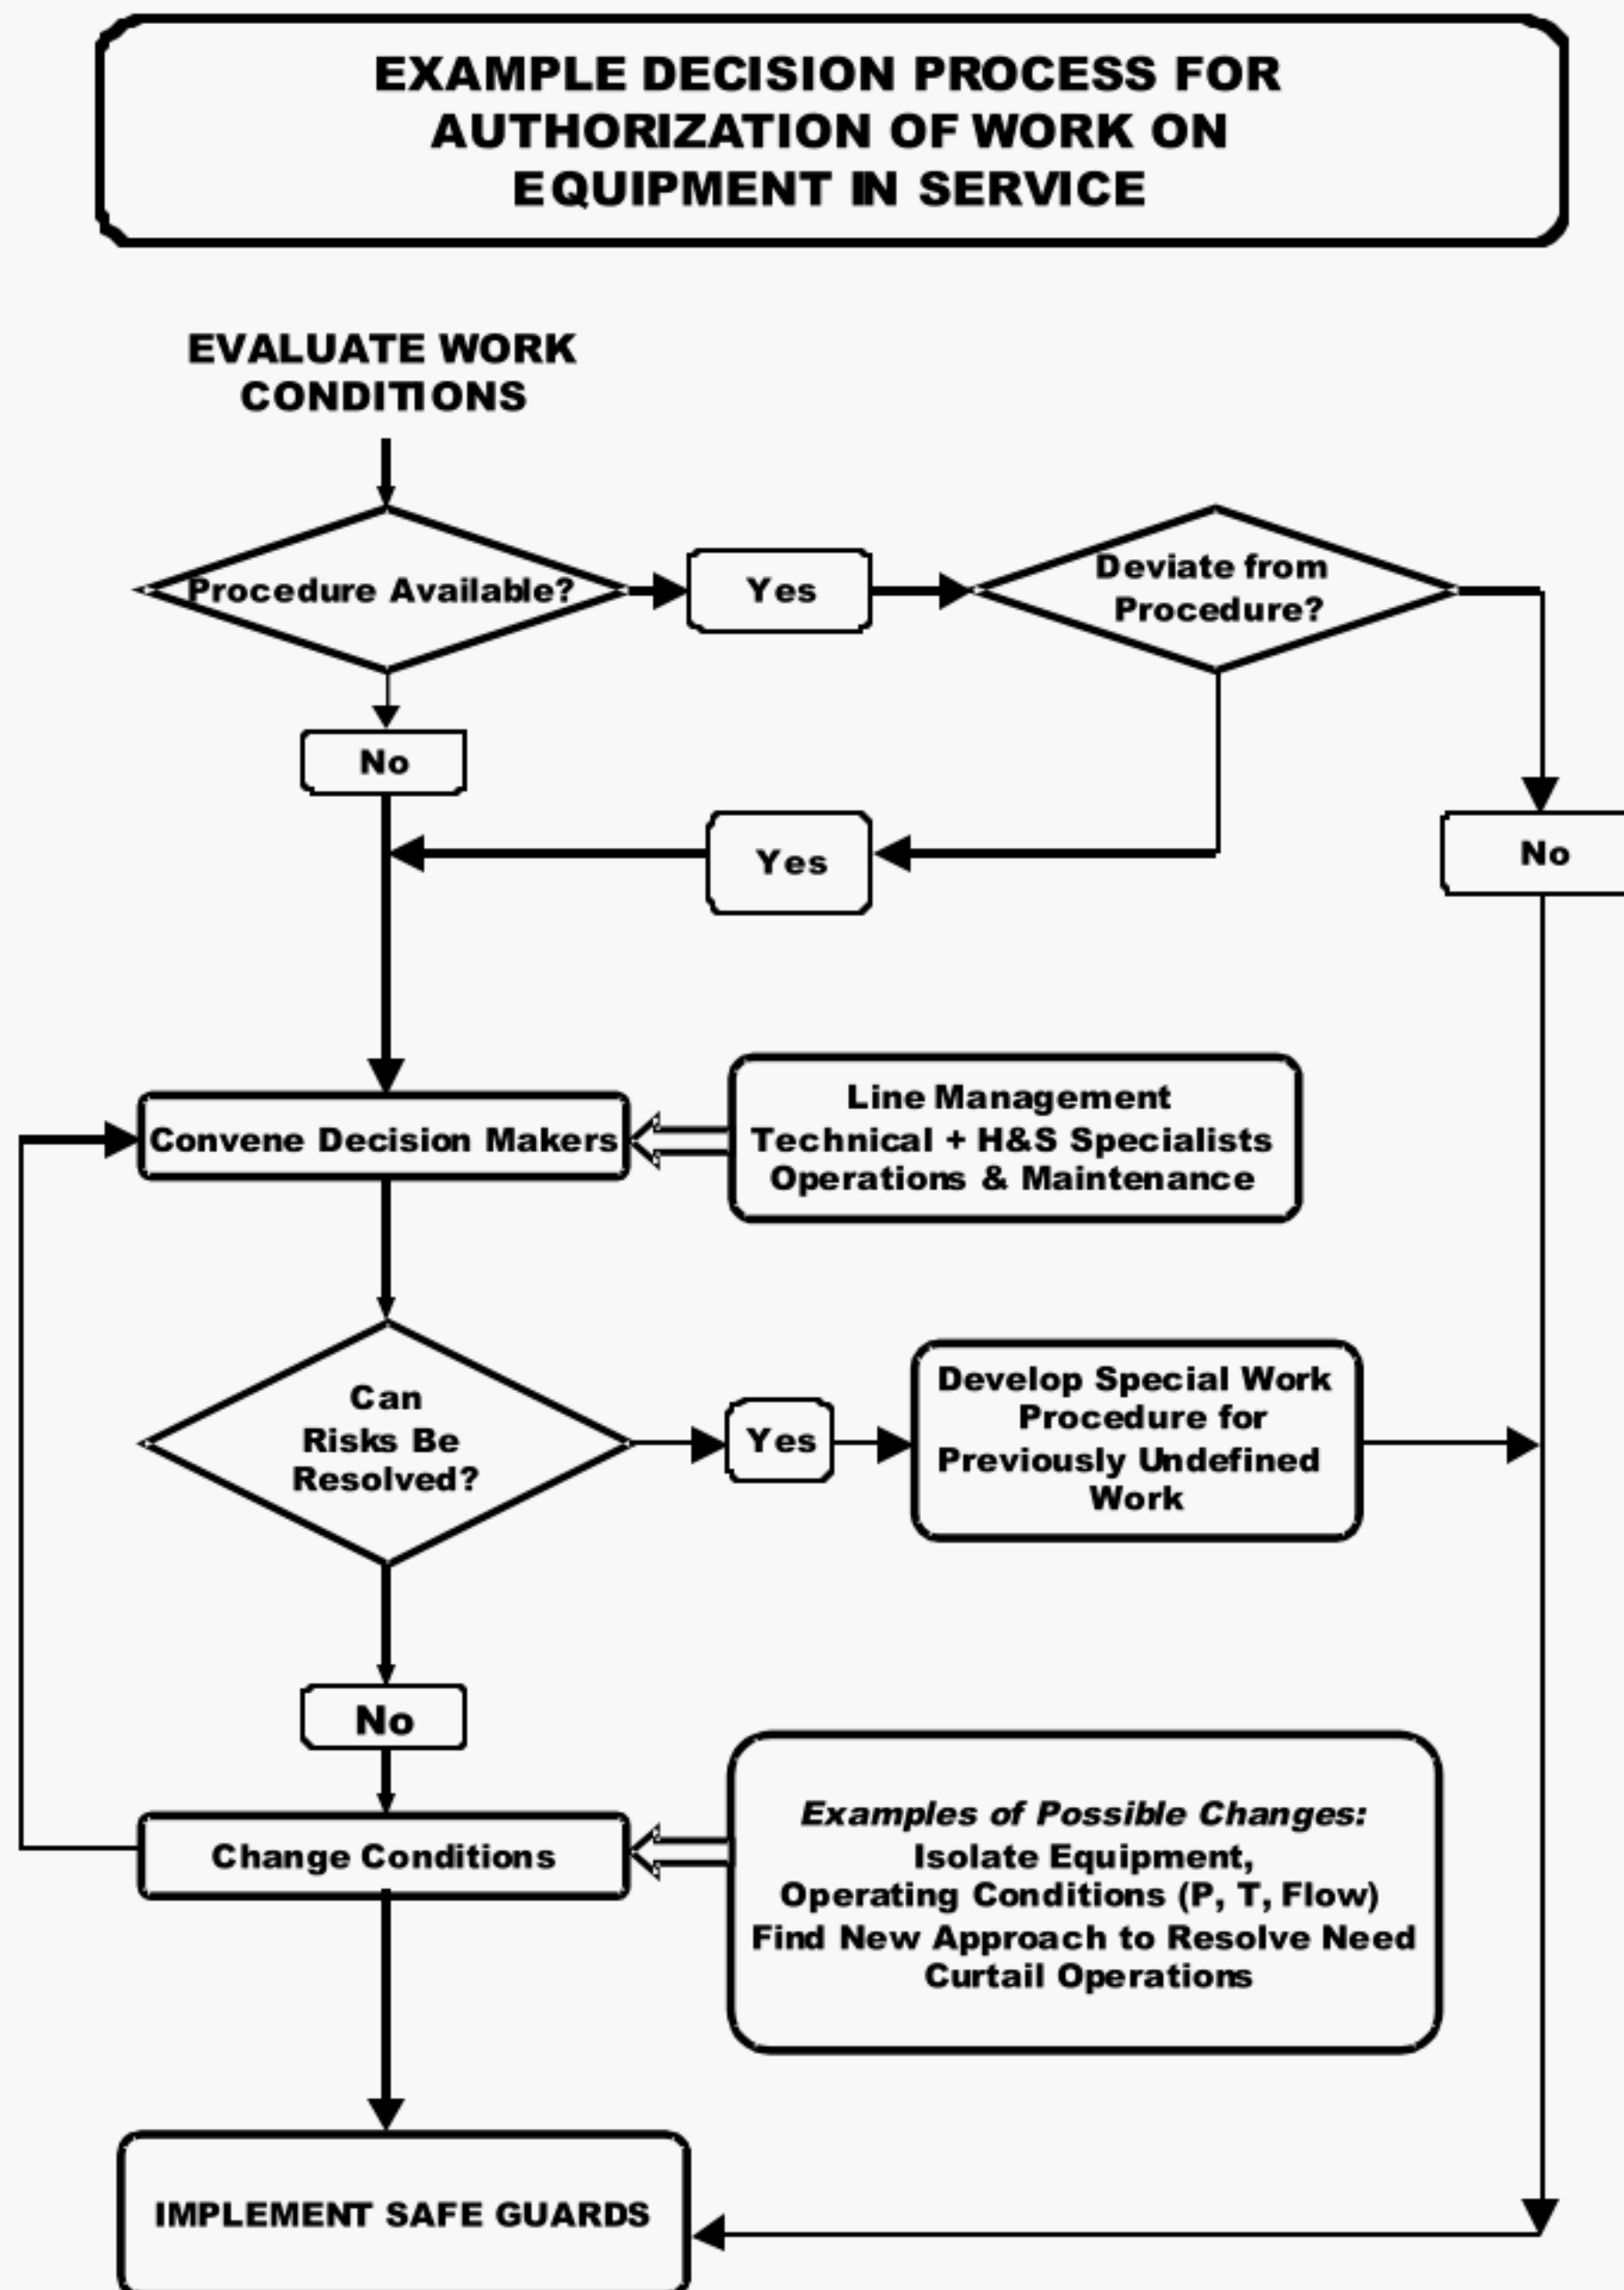 EXAMPLE DECISION PROCESS FOR
AUTHORIZATION OF WORK ON
EQUIPMENT IN SERVICE
EVALUATE WORK
CONDITIONS
Procedure Available?
Yes
Deviate from
Procedure?
No
Yes
No
Convene Decision Makers
Line Management
Technical + H&S Specialists
Operations & Maintenance
Can
Risks Be
Resolved?
Yes
Develop Special Work
Procedure for
Previously Undefined
Work
No
Change Conditions
Examples of Possible Changes:
Isolate Equipment,
Operating Conditions (P, T, Flow)
Find New Approach to Resolve Need
Curtail Operations
IMPLEMENT SAFE GUARDS